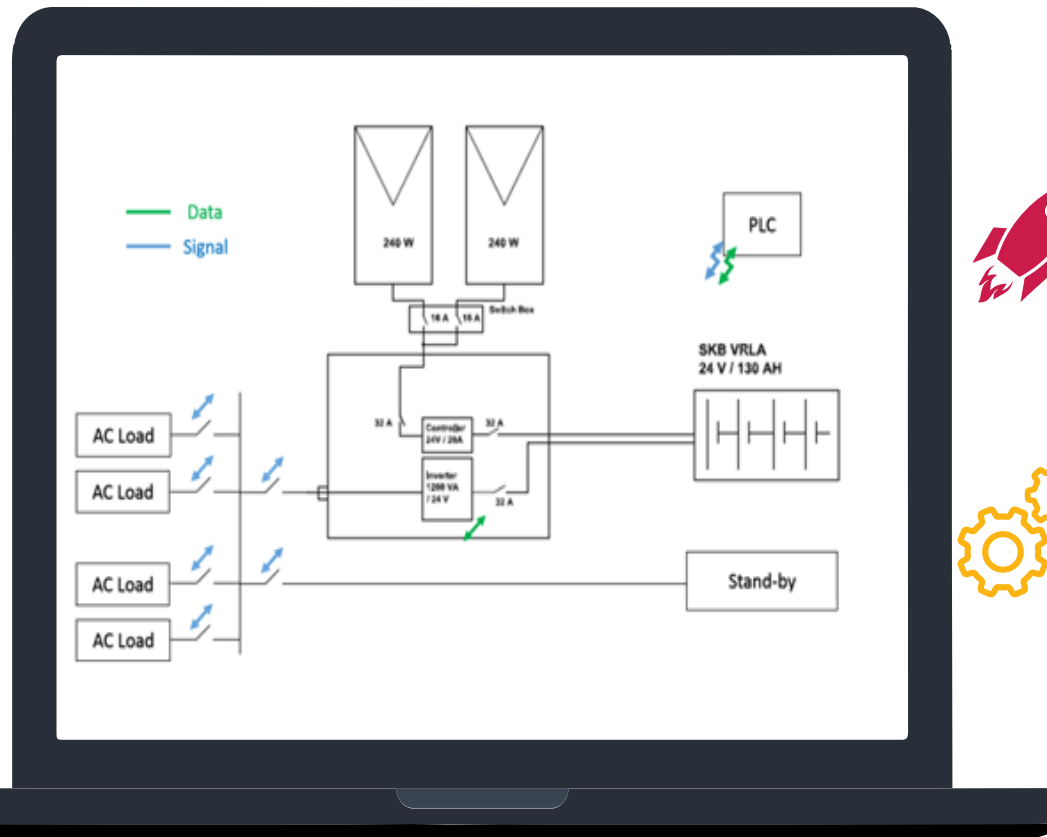 Data
Signal
240 W
240 W
PLC
16 A
16 A
Switch Box
SKB VRLA
24 V / 130 AH
32 A
Controller
24V / 20A
32 A
Inverter
1200 VA
/ 24 V
32 A
AC Load
AC Load
AC Load
AC Load
Stand-by